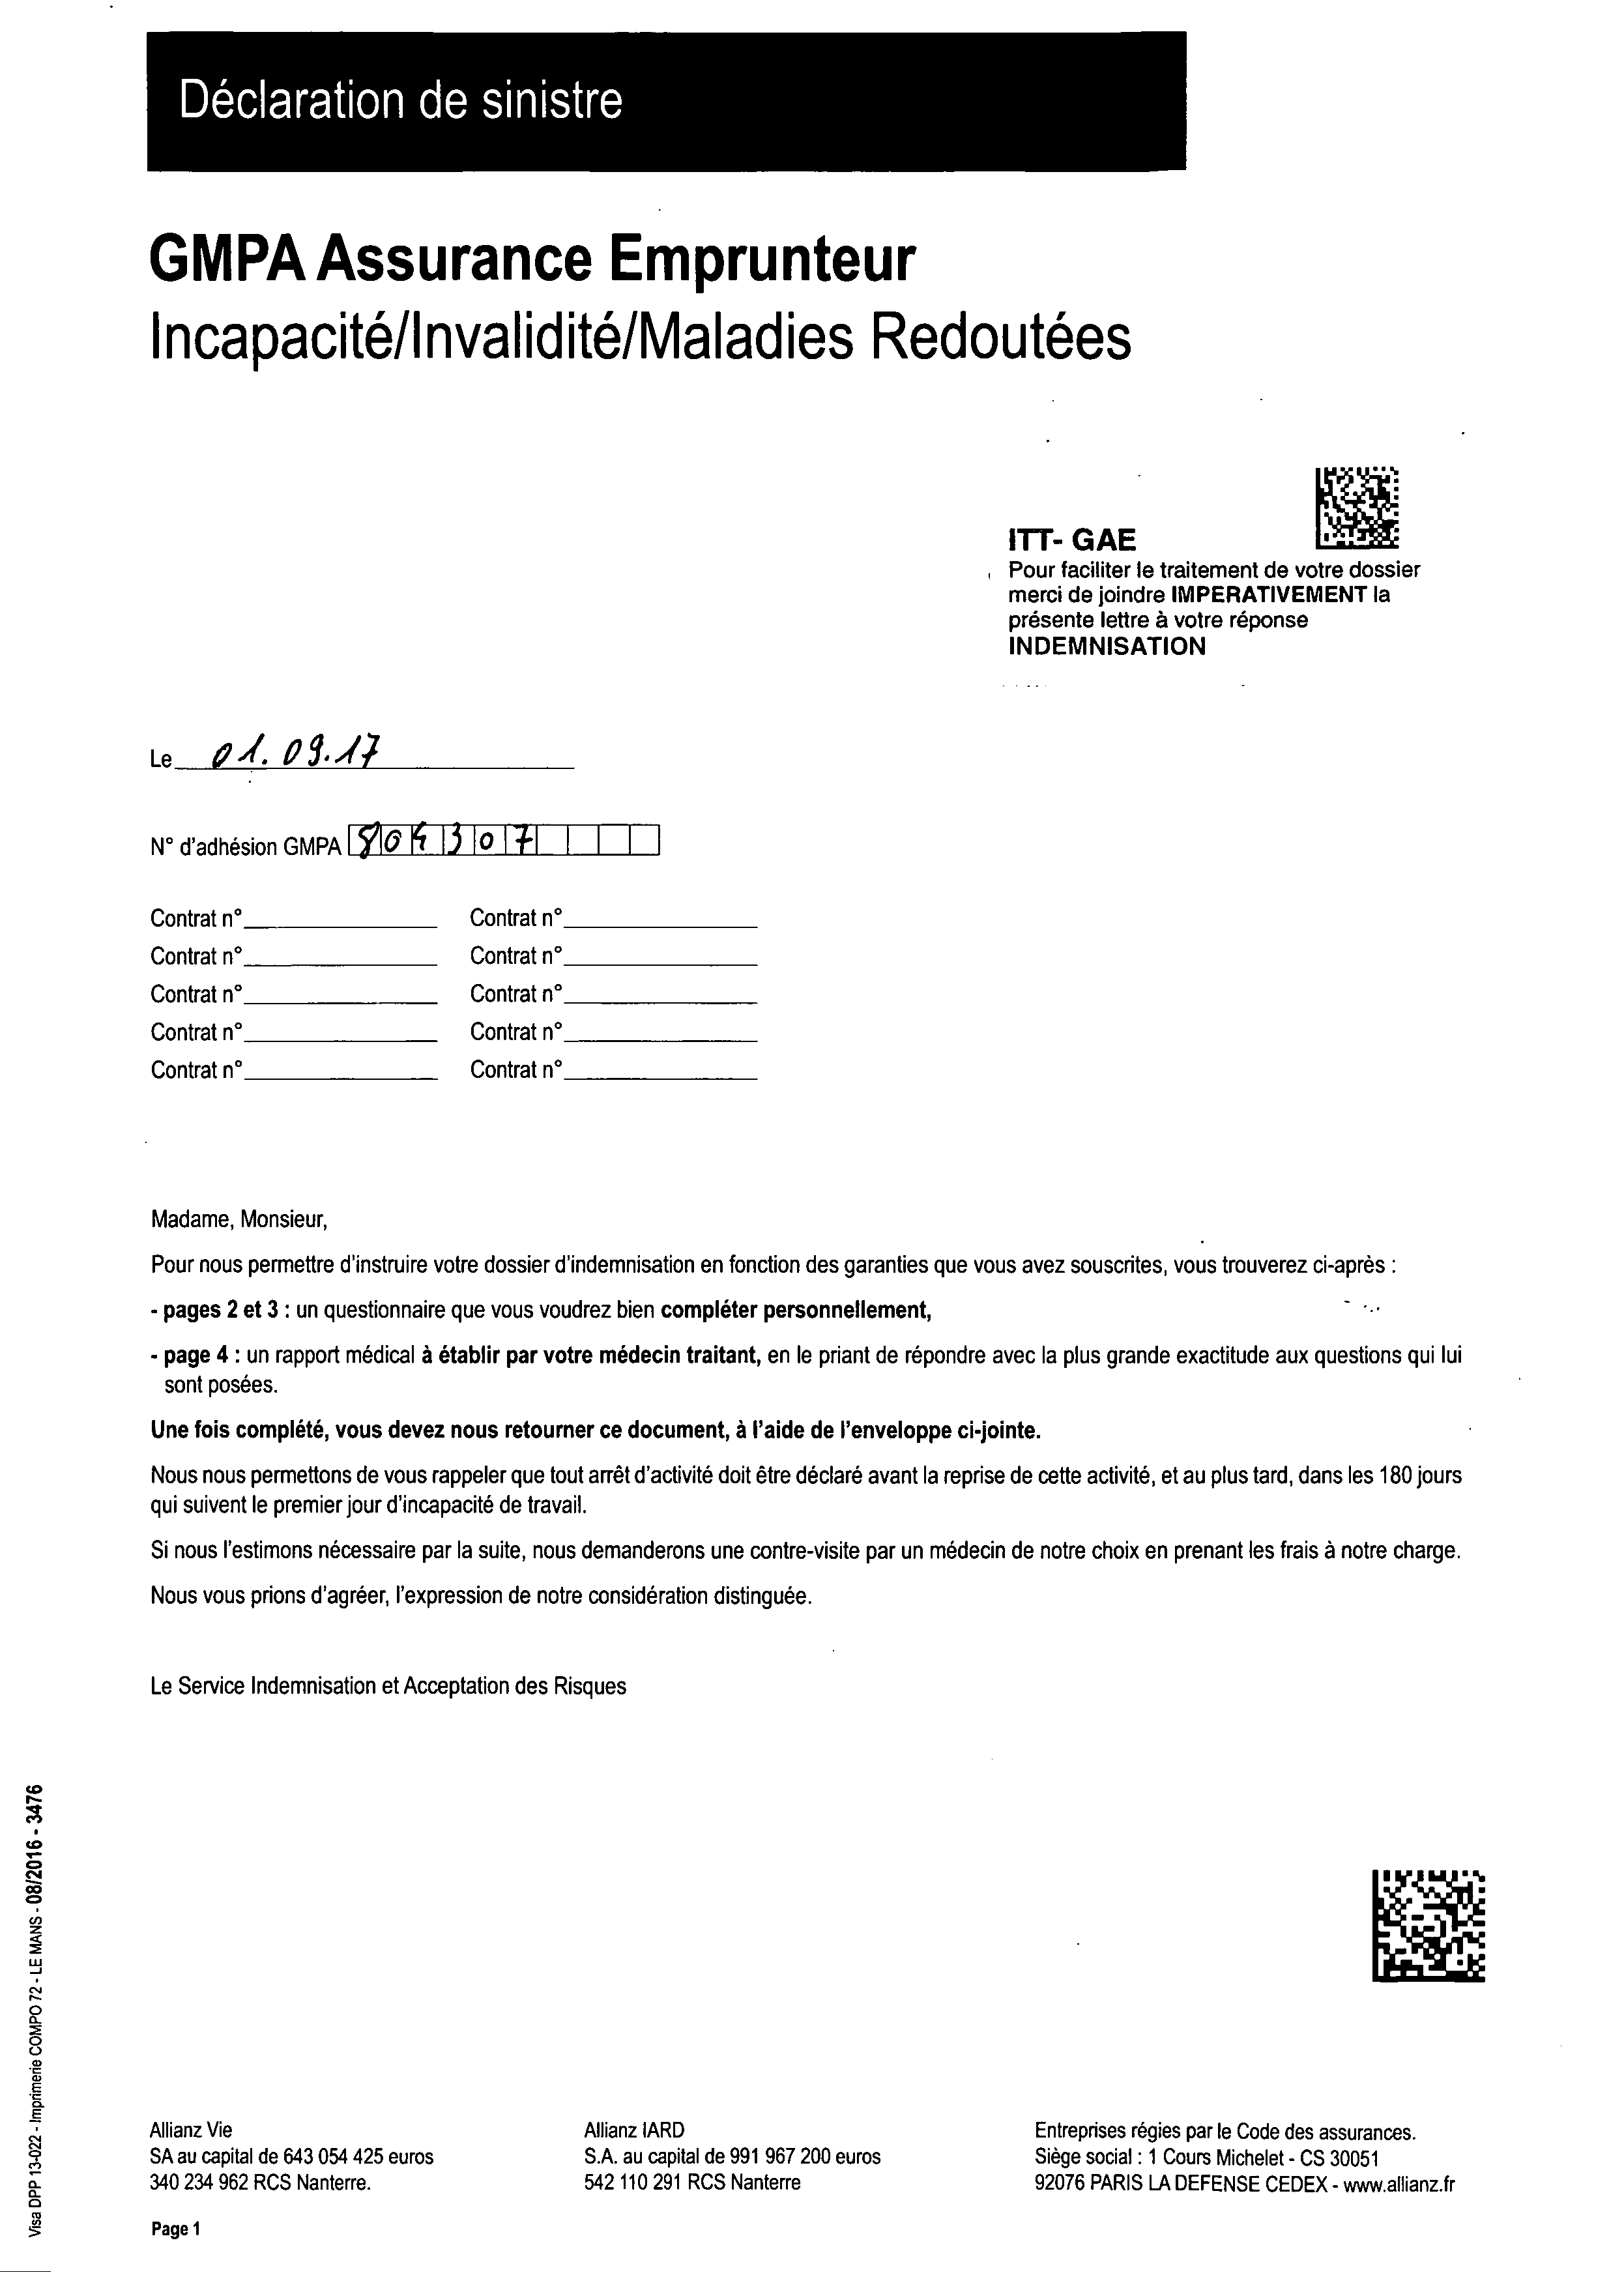 Déclaration de sinistre
GMPA Assurance Emprunteur
Incapacité/Invalidité/Maladies Redoutées
ITT- GAE
Pour faciliter le traitement de votre dossier
merci de joindre IMPERATIVEMENT la
présente lettre à votre réponse
INDEMNISATION
Le 01.09.17
N° d'adhésion GMPA 804307
Contrat n° Contrat n°
Contrat n° Contrat n°
Contrat n° Contrat n°
Contrat n° Contrat n°
Contrat n° Contrat n°
Madame, Monsieur,
Pour nous permettre d'instruire votre dossier d'indemnisation en fonction des garanties que vous avez souscrites, vous trouverez ci-après :
- pages 2 et 3 : un questionnaire que vous voudrez bien compléter personnellement,
- page 4 : un rapport médical à établir par votre médecin traitant, en le priant de répondre avec la plus grande exactitude aux questions qui lui
sont posées.
Une fois complété, vous devez nous retourner ce document, à l'aide de l'enveloppe ci-jointe.
Nous nous permettons de vous rappeler que tout arrêt d'activité doit être déclaré avant la reprise de cette activité, et au plus tard, dans les 180 jours
qui suivent le premier jour d'incapacité de travail.
Si nous l'estimons nécessaire par la suite, nous demanderons une contre-visite par un médecin de notre choix en prenant les frais à notre charge.
Nous vous prions d'agréer, l'expression de notre considération distinguée.
Le Service Indemnisation et Acceptation des Risques
Visa DPP 13-022 - Imprimerie COMPO 72 - LE MANS - 08/2016 - 3476
Allianz Vie
SA au capital de 643 054 425 euros
340 234 962 RCS Nanterre.
Allianz IARD
S.A. au capital de 991 967 200 euros
542 110 291 RCS Nanterre
Entreprises régies par le Code des assurances.
Siège social : 1 Cours Michelet - CS 30051
92076 PARIS LA DEFENSE CEDEX - www.allianz.fr
Page 1